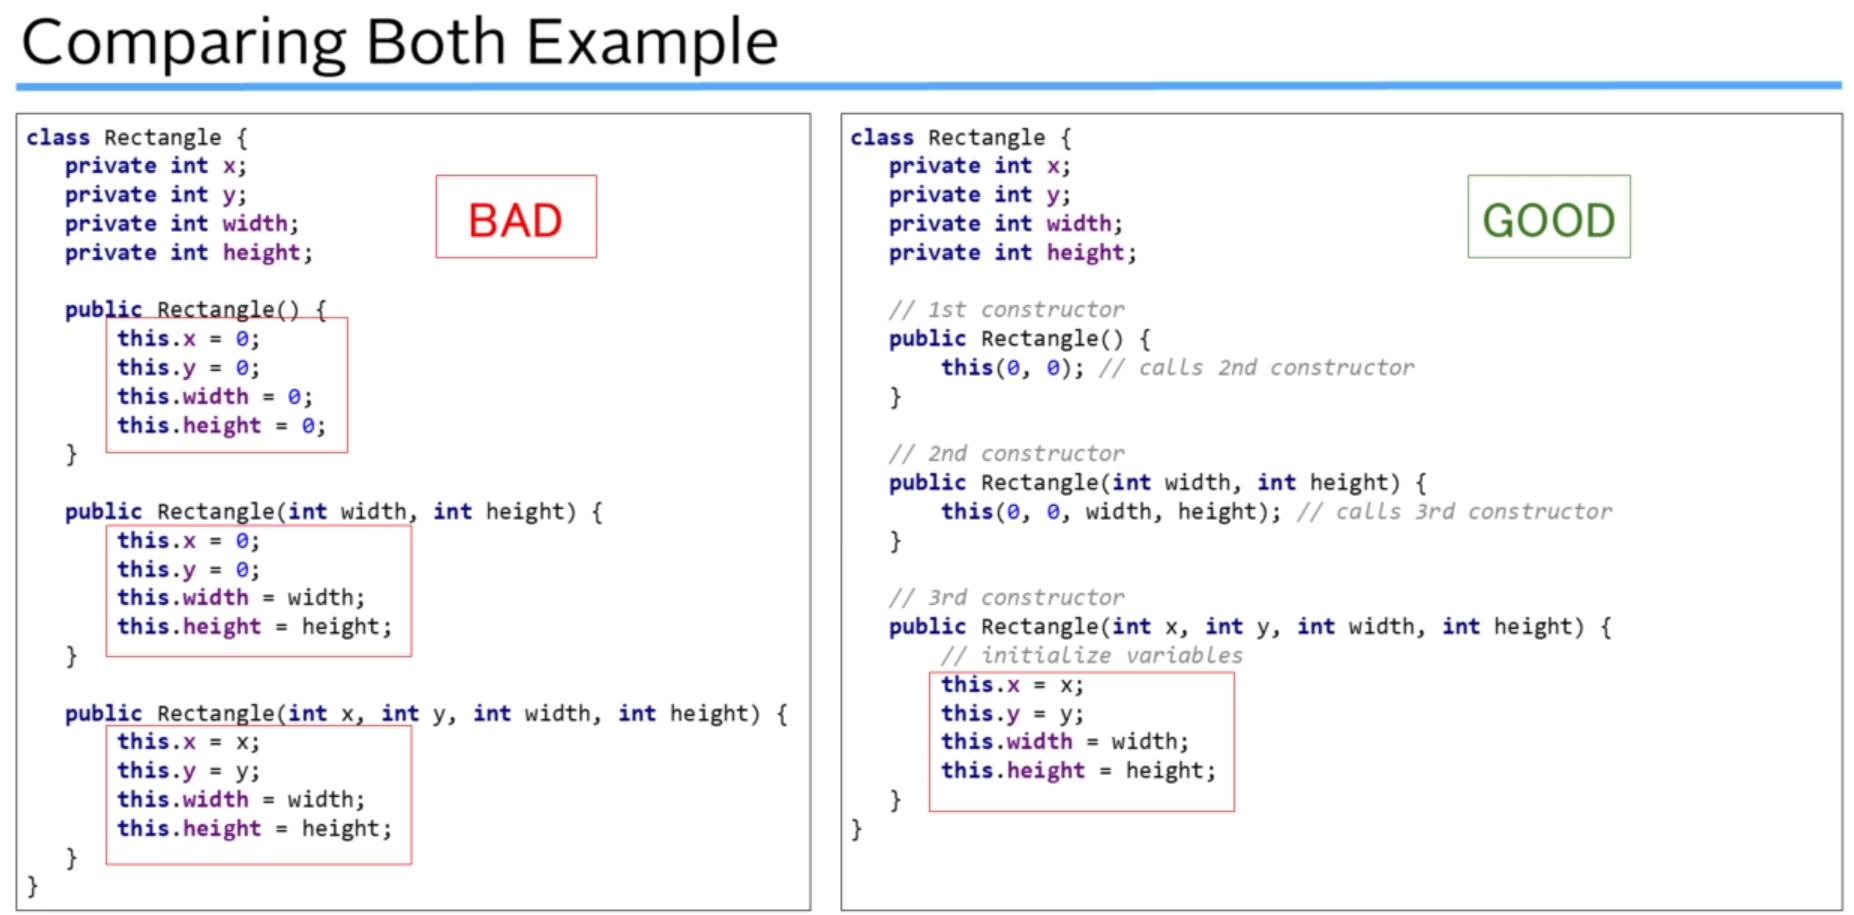 Comparing Both Example
class Rectangle {
private int x;
private int y;
private int width;
private int height;
BAD
public Rectangle() {
this.x = 0;
this.y = 0;
this.width = 0;
this.height = 0;
}
public Rectangle(int width, int height) {
this.x = 0;
this.y = 0;
this.width = width;
this.height = height;
}
public Rectangle(int x, int y, int width, int height) {
this.x = x;
this.y = y;
this.width = width;
this.height = height;
}
}
class Rectangle {
private int x;
private int y;
private int width;
private int height;
GOOD
// 1st constructor
public Rectangle() {
this(0, 0); // calls 2nd constructor
}
// 2nd constructor
public Rectangle(int width, int height) {
this(0, 0, width, height); // calls 3rd constructor
}
// 3rd constructor
public Rectangle(int x, int y, int width, int height) {
// initialize variables
this.x = x;
this.y = y;
this.width = width;
this.height = height;
}
}